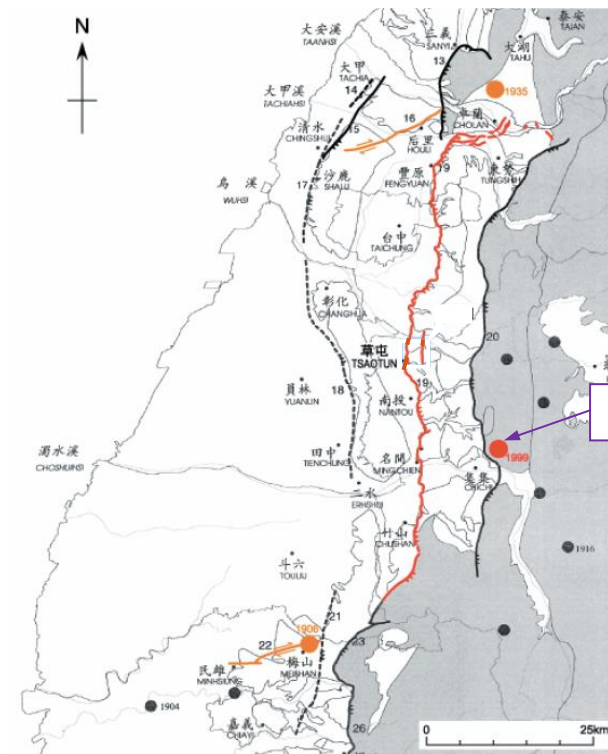 N
大安溪
TAANHSI
三義
SANYI
泰安
TAIAN
大湖
TAHU
大甲
TACHIA
13
14
1935
大甲溪
TACHIAHSI
16
卓蘭
CHOLAN
清水
CHINGSHUI
15
后里
HOULI
烏溪
WUHSI
17
沙鹿
SHALU
豐原
FENGYUAN
19
東勢
TUNGSHIH
台中
TAICHUNG
彰化
CHANGHUA
20
草屯
TSAOTUN
員林
YUANLIN
18
19
南投
NANTOU
濁水溪
CHOSHUIHSI
田中
TIENCHUNG
名間
MINGCHIEN
1999
集集
CHICHI
二水
ERHSHUI
竹山
CHUSHAN
1916
斗六
TOULIU
21
1906
22
23
梅山
MEISHAN
民雄
MINHSIUNG
1904
嘉義
CHIAYI
26
0
25km